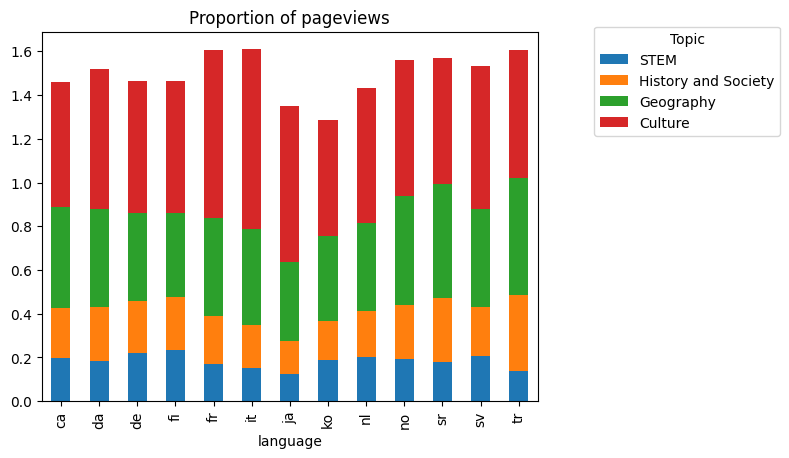 Proportion of pageviews
1.6
1.4
1.2
1.0
0.8
0.6
0.4
0.2
0.0
ca da de fi fr it ja ko nl no sr sv tr
language
Topic
STEM
History and Society
Geography
Culture